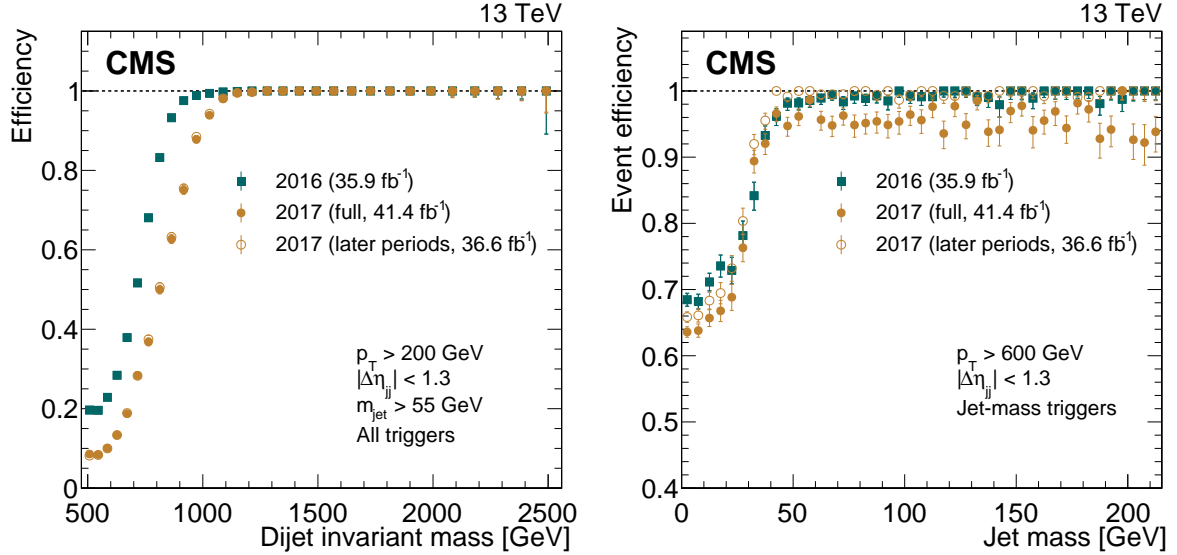 13 TeV
CMS
Efficiency
1
0.8
0.6
0.4
0.2
0
2016 (35.9 fb⁻¹)
2017 (full, 41.4 fb⁻¹)
2017 (later periods, 36.6 fb⁻¹)
p_T > 200 GeV
|Δη_jj| < 1.3
m_jet > 55 GeV
All triggers
500 1000 1500 2000 2500
Dijet invariant mass [GeV]
13 TeV
CMS
Event efficiency
1
0.9
0.8
0.7
0.6
0.5
0.4
2016 (35.9 fb⁻¹)
2017 (full, 41.4 fb⁻¹)
2017 (later periods, 36.6 fb⁻¹)
p_T > 600 GeV
|Δη_jj| < 1.3
Jet-mass triggers
0 50 100 150 200
Jet mass [GeV]